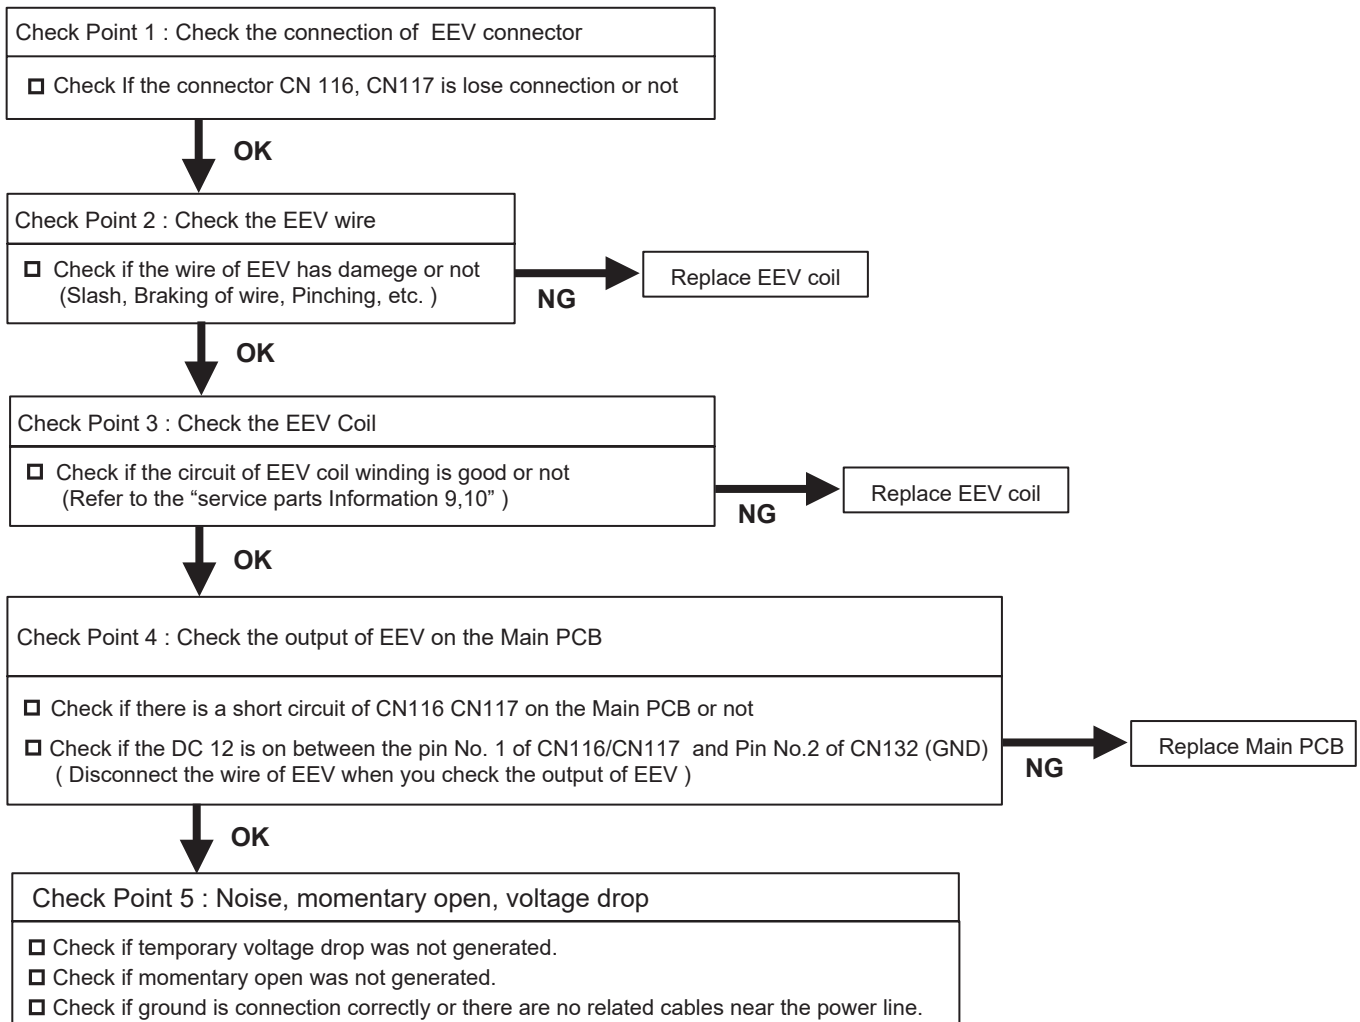 Check Point 1 : Check the connection of EEV connector
Check If the connector CN 116, CN117 is lose connection or not
OK
Check Point 2 : Check the EEV wire
Check if the wire of EEV has damege or not
(Slash, Braking of wire, Pinching, etc. )
NG
Replace EEV coil
OK
Check Point 3 : Check the EEV Coil
Check if the circuit of EEV coil winding is good or not
(Refer to the “service parts Information 9,10” )
NG
Replace EEV coil
OK
Check Point 4 : Check the output of EEV on the Main PCB
Check if there is a short circuit of CN116 CN117 on the Main PCB or not
Check if the DC 12 is on between the pin No. 1 of CN116/CN117 and Pin No.2 of CN132 (GND)
( Disconnect the wire of EEV when you check the output of EEV )
NG
Replace Main PCB
OK
Check Point 5 : Noise, momentary open, voltage drop
Check if temporary voltage drop was not generated.
Check if momentary open was not generated.
Check if ground is connection correctly or there are no related cables near the power line.